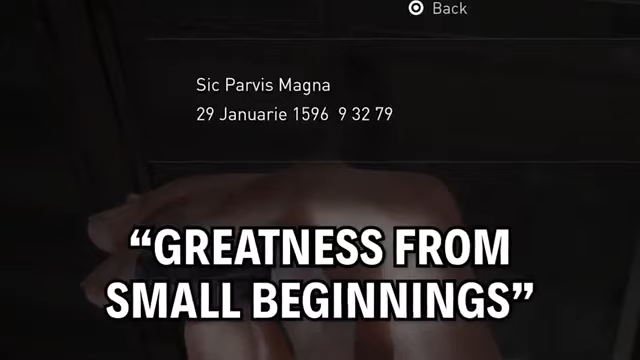 Back
Sic Parvis Magna
29 Januarie 1596 9 32 79
“GREATNESS FROM
SMALL BEGINNINGS”